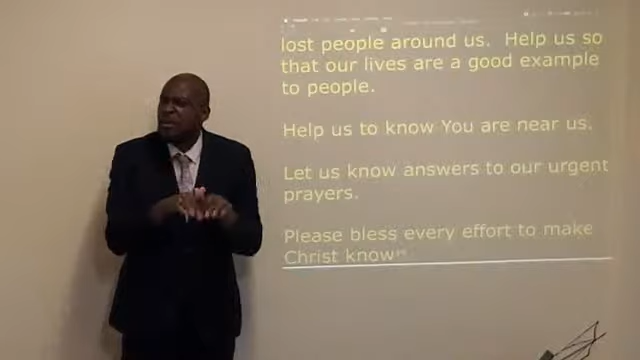 lost people around us. Help us so
that our lives are a good example
to people.
Help us to know You are near us.
Let us know answers to our urgent
prayers.
Please bless every effort to make
Christ know